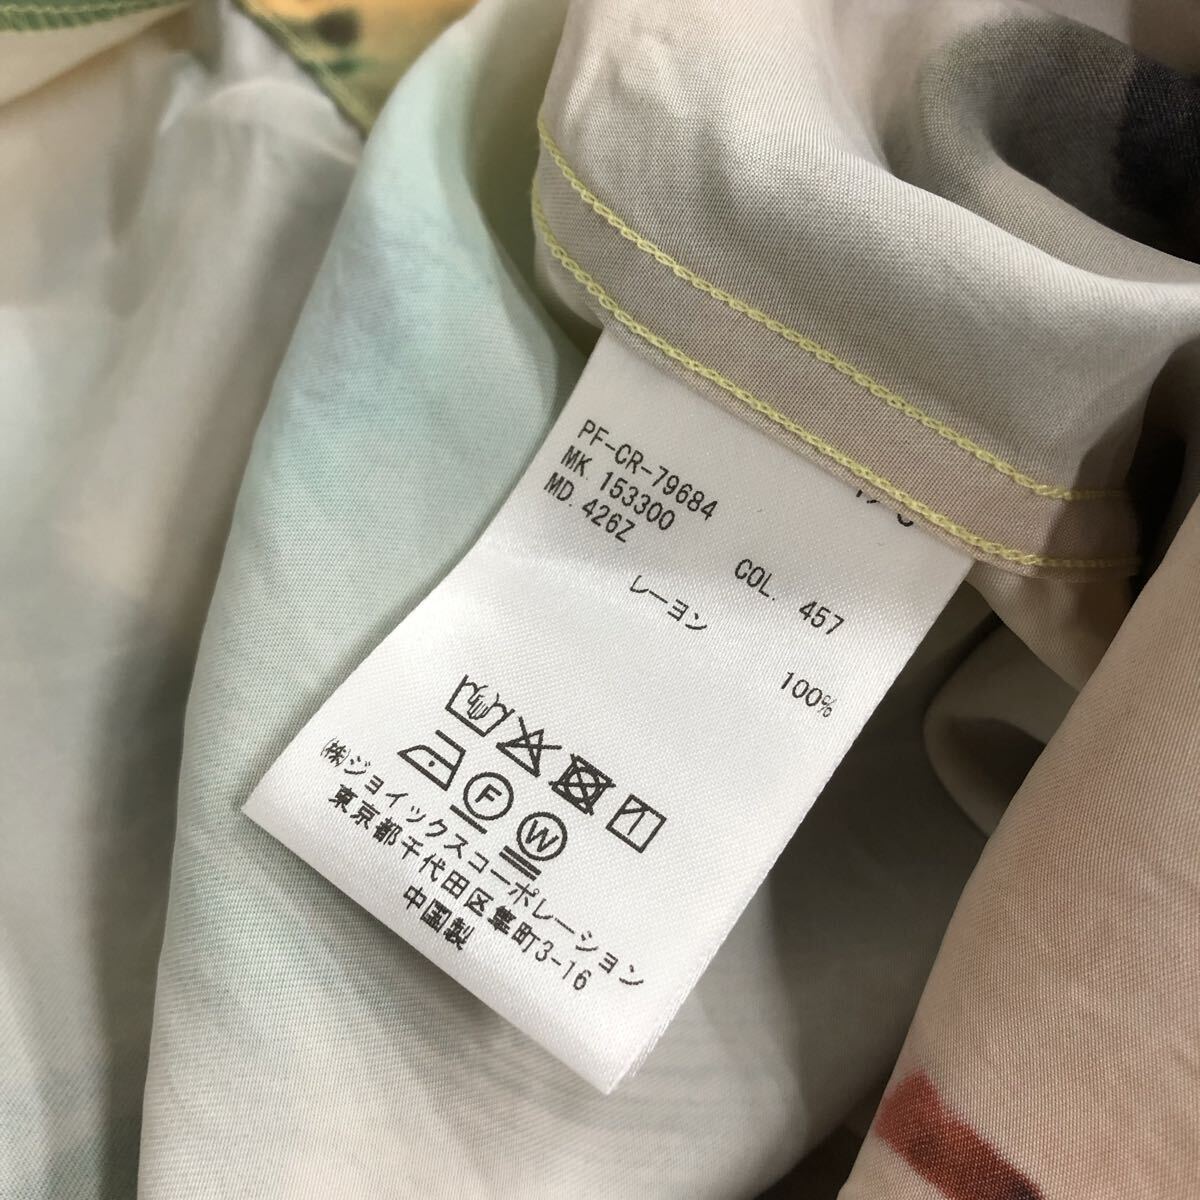 PF-CR-79684
MK. 153300
MD. 426Z
COL. 457
レーヨン 100%
F
W
(株)ジョイックスコーポレーション
東京都千代田区隼町3-16
中国製